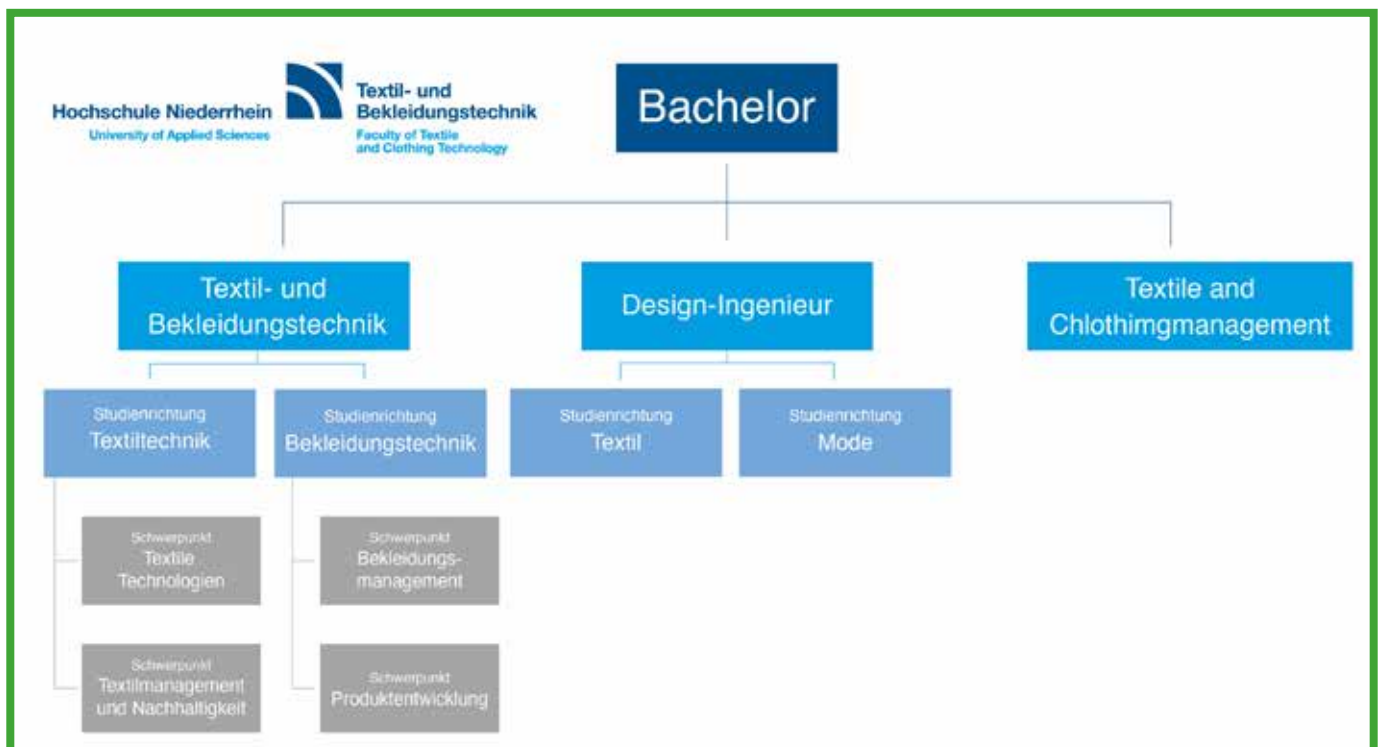 Hochschule Niederrhein
University of Applied Sciences
Textil- und
Bekleidungstechnik
Faculty of Textile
and Clothing Technology
Bachelor
Textil- und
Bekleidungstechnik
Design-Ingenieur
Textile and
Chlothimgmanagement
Studienrichtung
Textiltechnik
Studienrichtung
Bekleidungstechnik
Studienrichtung
Textil
Studienrichtung
Mode
Schwerpunkt
Textile
Technologien
Schwerpunkt
Bekleidungs-
management
Schwerpunkt
Textilmanagement
und Nachhaltigkeit
Schwerpunkt
Produktentwicklung